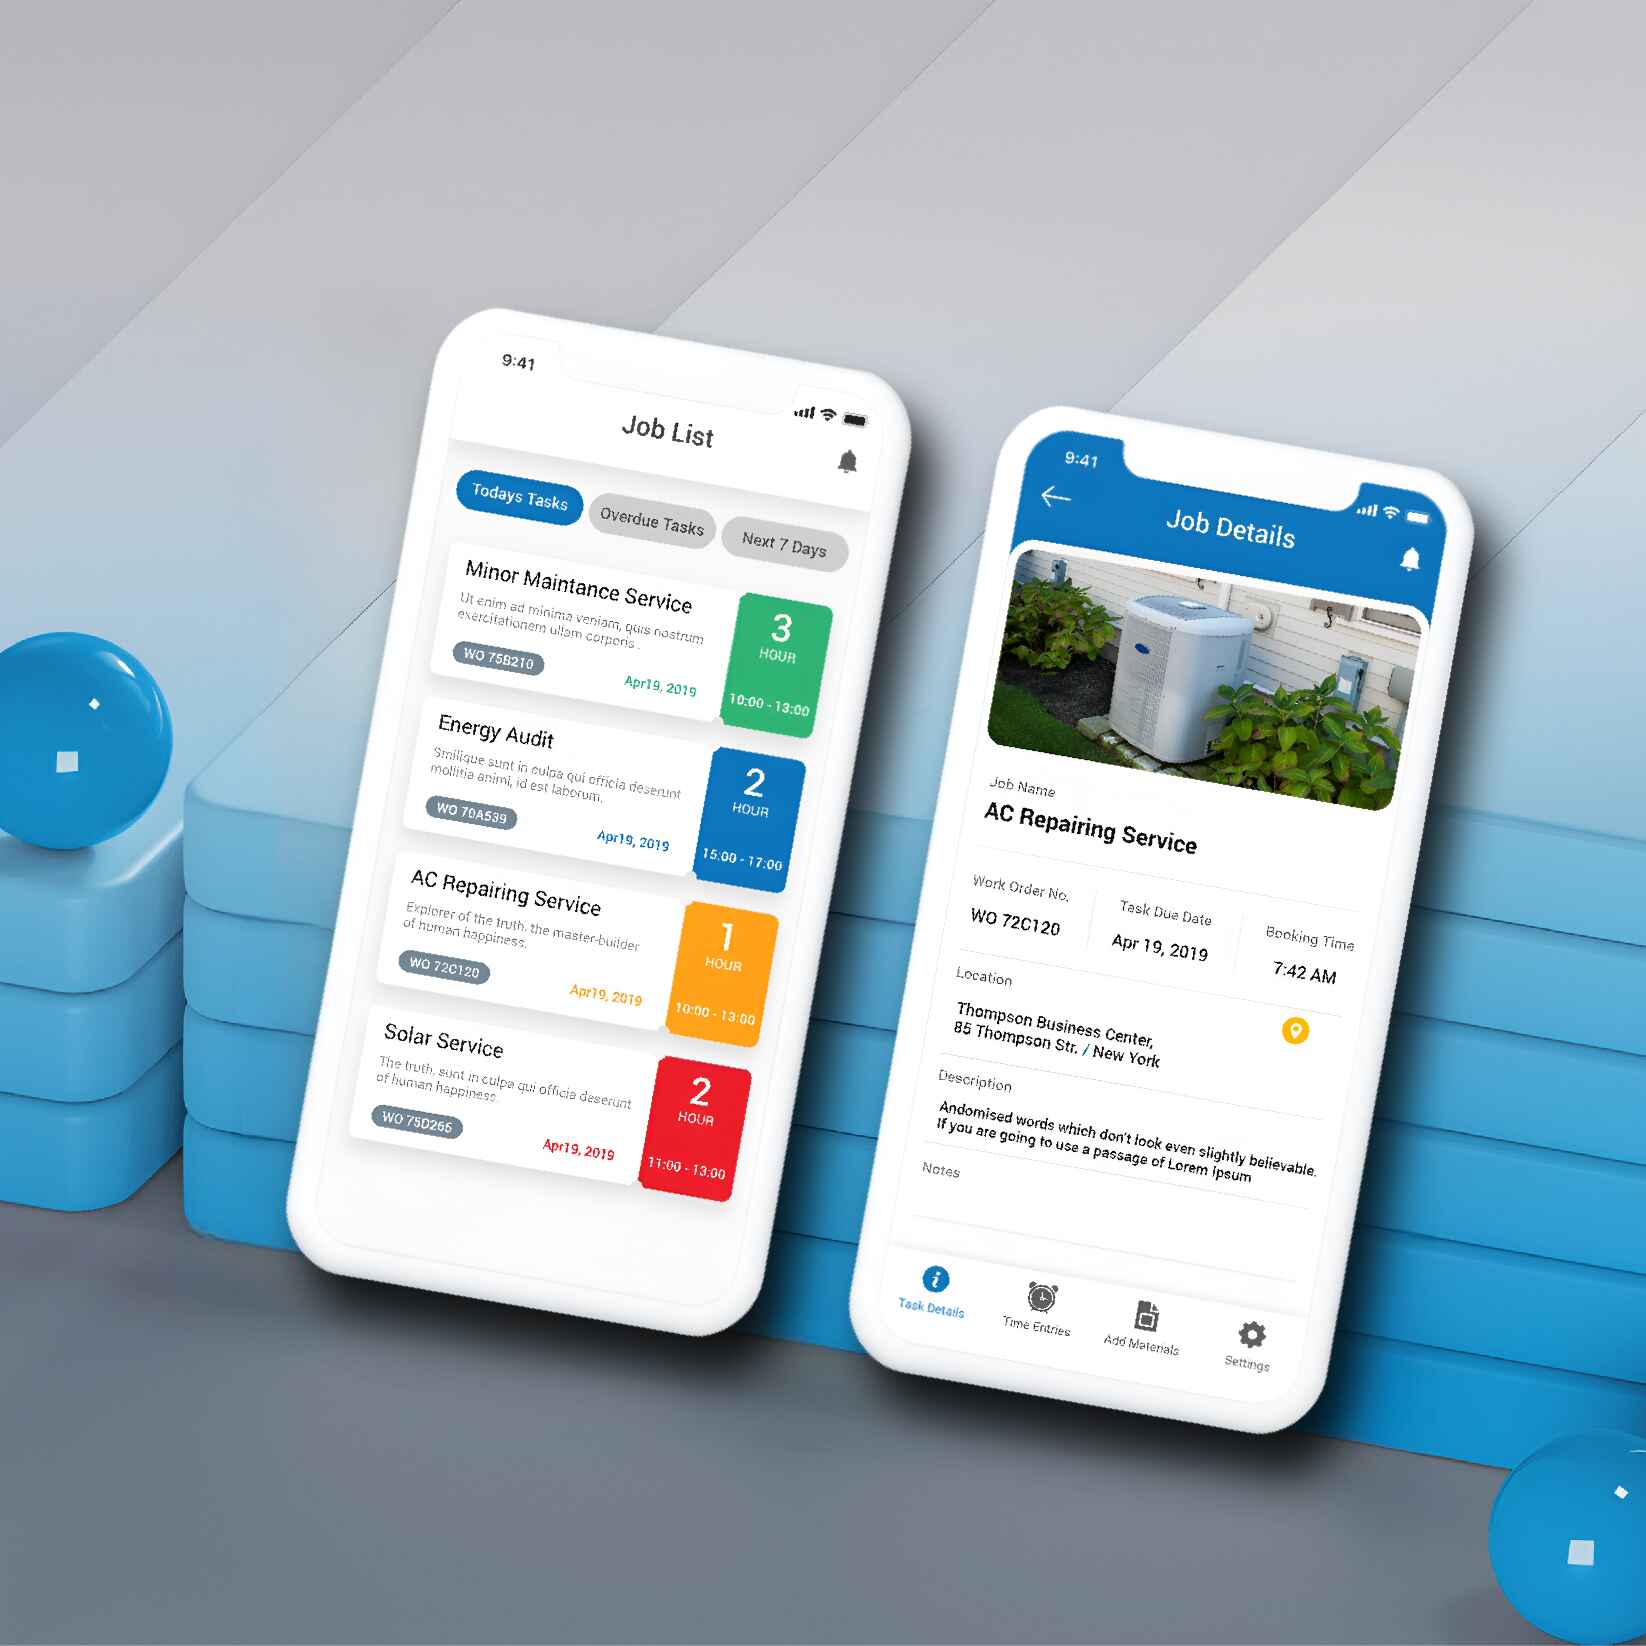 9:41
Job List
Todays Tasks
Overdue Tasks
Next 7 Days
Minor Maintance Service
Ut enim ad minima veniam, quis nostrum
exercitationem ullam corporis .
WO 75B210
Apr19, 2019
3
HOUR
10:00 - 13:00
Energy Audit
Smilique sunt in culpa qui officia deserunt
mollitia animi, id est laborum,
WO 70A539
Apr19, 2019
2
HOUR
15:00 - 17:00
AC Repairing Service
Explorer of the truth, the master-builder
of human happiness.
WO 72C120
Apr19, 2019
1
HOUR
10:00 - 13:00
Solar Service
The truth, sunt in culpa qui officia deserunt
of human happiness.
WO 75D265
Apr19, 2019
2
HOUR
11:00 - 13:00
9:41
Job Details
Job Name
AC Repairing Service
Work Order No,
WO 72C120
Task Due Date
Apr 19, 2019
Booking Time
7:42 AM
Location
Thompson Business Center,
85 Thompson Str. / New York
Description
Andomised words which don't look even slightly believable.
If you are going to use a passage of Lorem Ipsum
Notes
Task Details
Time Entries
Add Materials
Settings